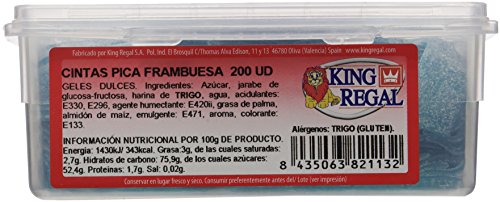 Fabricado por King Regal S.A. Pol. Ind. El Brosquil C/Thomas Alva Edison, 11 y 13 46780 Oliva (Valencia) Spain www.kingregal.com
CINTAS PICA FRAMBUESA 200 UD
GELES DULCES. Ingredientes: Azúcar, jarabe de
glucosa-fructosa, harina de TRIGO, agua, acidulantes:
E330, E296, agente humectante: E420ii, grasa de palma,
almidón de maíz, emulgente: E471, aroma, colorante:
E133.
INFORMACIÓN NUTRICIONAL POR 100g DE PRODUCTO.
Energía: 1430kJ/ 343kcal. Grasa:3g, de las cuales saturadas:
2,7g. Hidratos de carbono: 75,9g, de los cuales azúcares:
52,4g. Proteinas: 1,7g. Sal: 0,02g.
KING
REGAL
Alérgenos: TRIGO (GLUTEN).
8 435063 821132
Conservar en lugar fresco y seco. Consumir preferentemente antes del/ Lote (ver impresión)